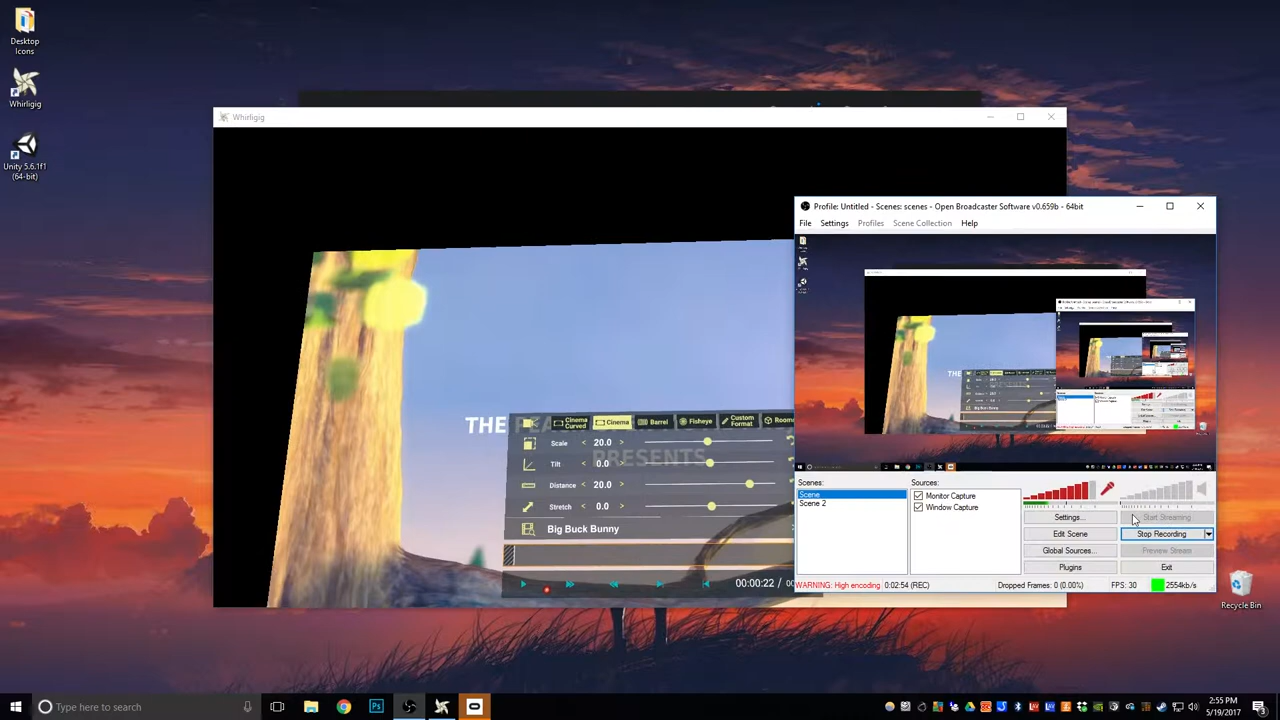 Desktop
Icons
Whirligig
Unity 5.6.1f1
(64-bit)
Whirligig
Profile: Untitled - Scenes: scenes - Open Broadcaster Software v0.659b - 64bit
File Settings Profiles Scene Collection Help
THE
PRESENTS
Cinema
Curved
Cinema
Barrel
Fisheye
Custom
Format
Room
Scale < 20.0 >
Tilt < 0.0 >
Distance < 20.0 >
Stretch < 0.0 >
Big Buck Bunny
00:00:22 /
Scenes:
Scene
Scene 2
Sources:
Monitor Capture
Window Capture
Settings...
Start Streaming
Edit Scene
Stop Recording
Global Sources...
Preview Stream
Plugins
Exit
WARNING: High encoding 0:02:54 (REC) Dropped Frames: 0 (0.00%) FPS: 30 2554kb/s
Recycle Bin
Type here to search
2:55 PM
5/19/2017